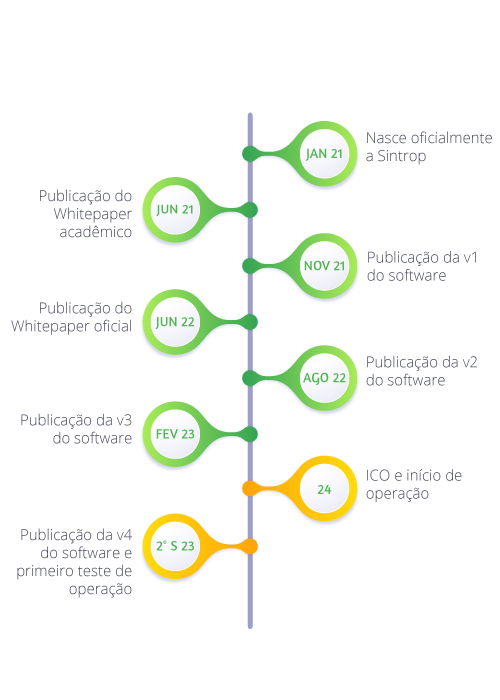 JAN 21
Nasce oficialmente
a Sintrop
JUN 21
Publicação do
Whitepaper
acadêmico
NOV 21
Publicação da v1
do software
JUN 22
Publicação do
Whitepaper oficial
AGO 22
Publicação da v2
do software
FEV 23
Publicação da v3
do software
24
ICO e início de
operação
2° S 23
Publicação da v4
do software e
primeiro teste de
operação